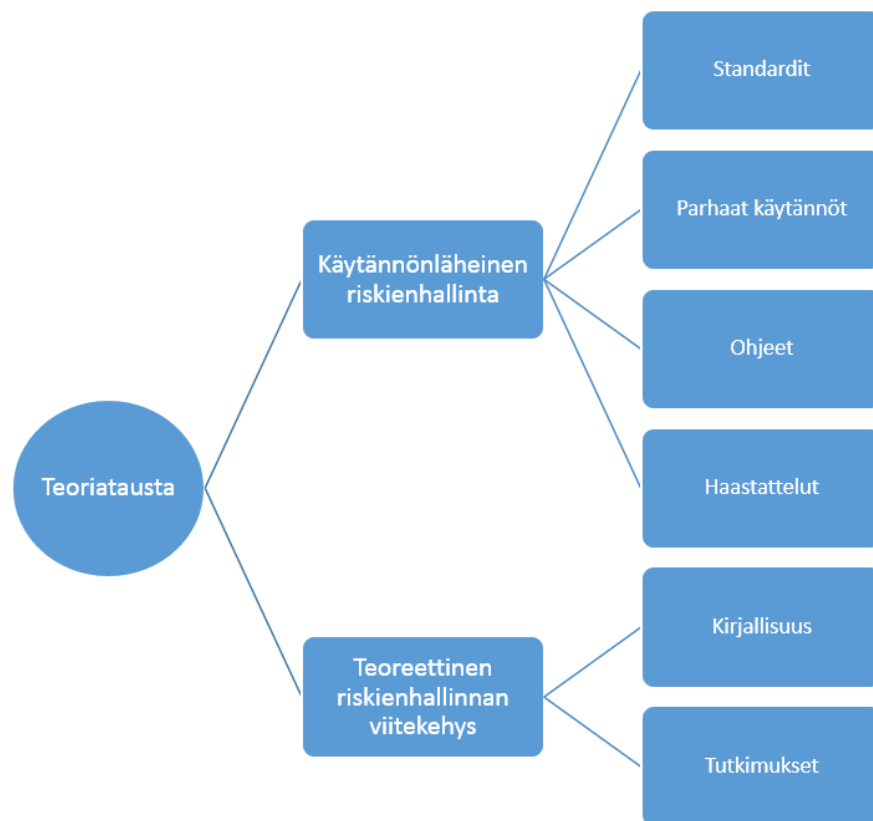 Standardit
Parhaat käytännöt
Käytännönläheinen
riskienhallinta
Ohjeet
Teoriatausta
Haastattelut
Kirjallisuus
Teoreettinen
riskienhallinnan
viitekehys
Tutkimukset